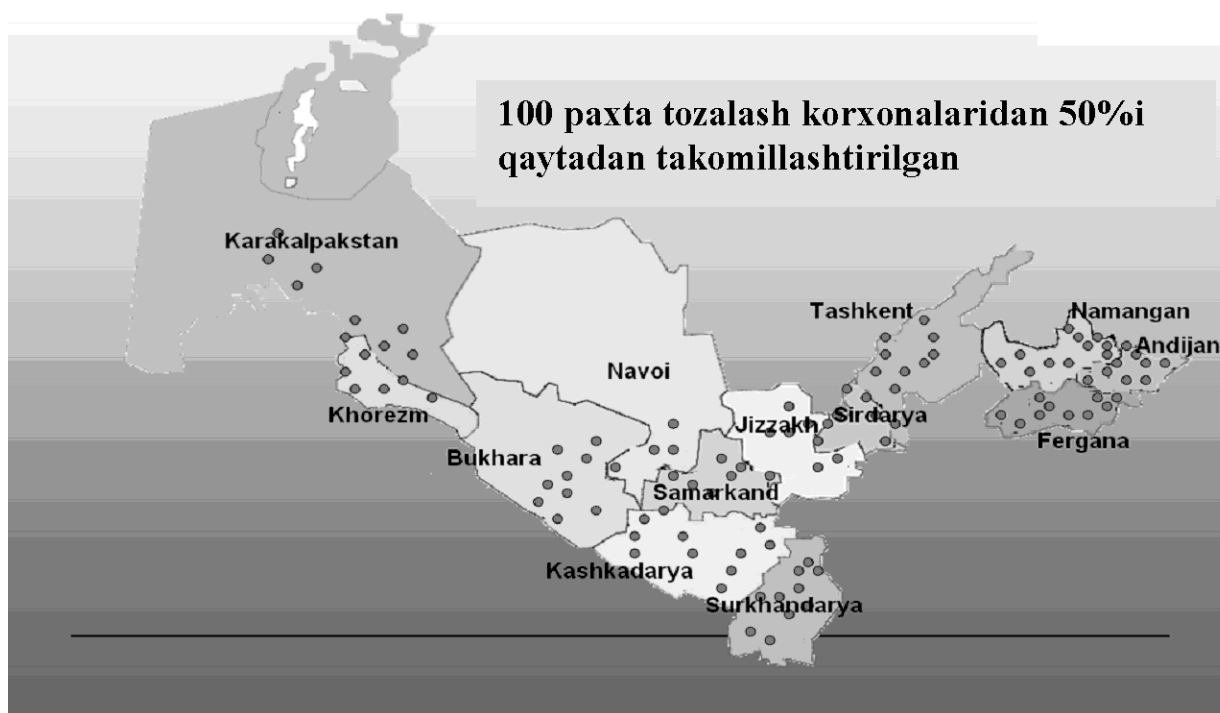 100 paxta tozalash korxonalaridan 50%i
qaytadan takomillashtirilgan
Karakalpakstan
Tashkent
Namangan
Andijan
Navoi
Khorezm
Jizzakh
Sirdarya
Fergana
Bukhara
Samarkand
Kashkadarya
Surkhandarya